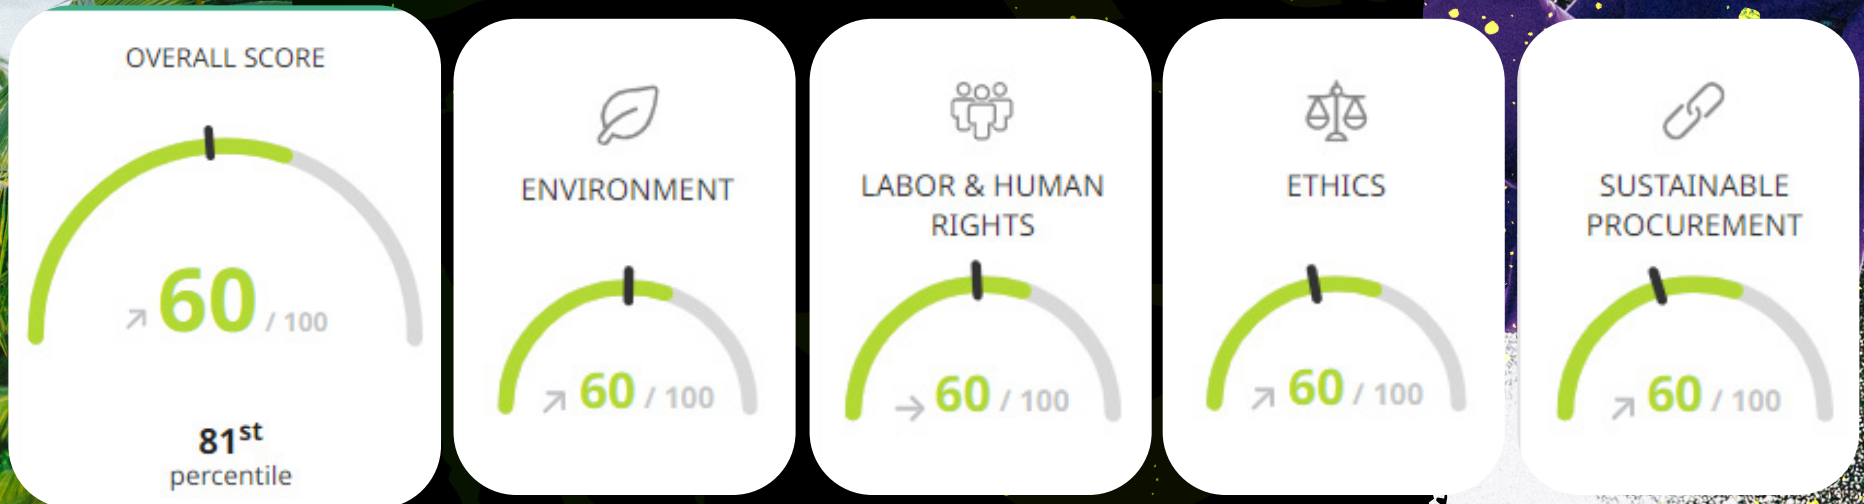 OVERALL SCORE
60 / 100
81st
percentile
ENVIRONMENT
60 / 100
LABOR & HUMAN
RIGHTS
60 / 100
ETHICS
60 / 100
SUSTAINABLE
PROCUREMENT
60 / 100